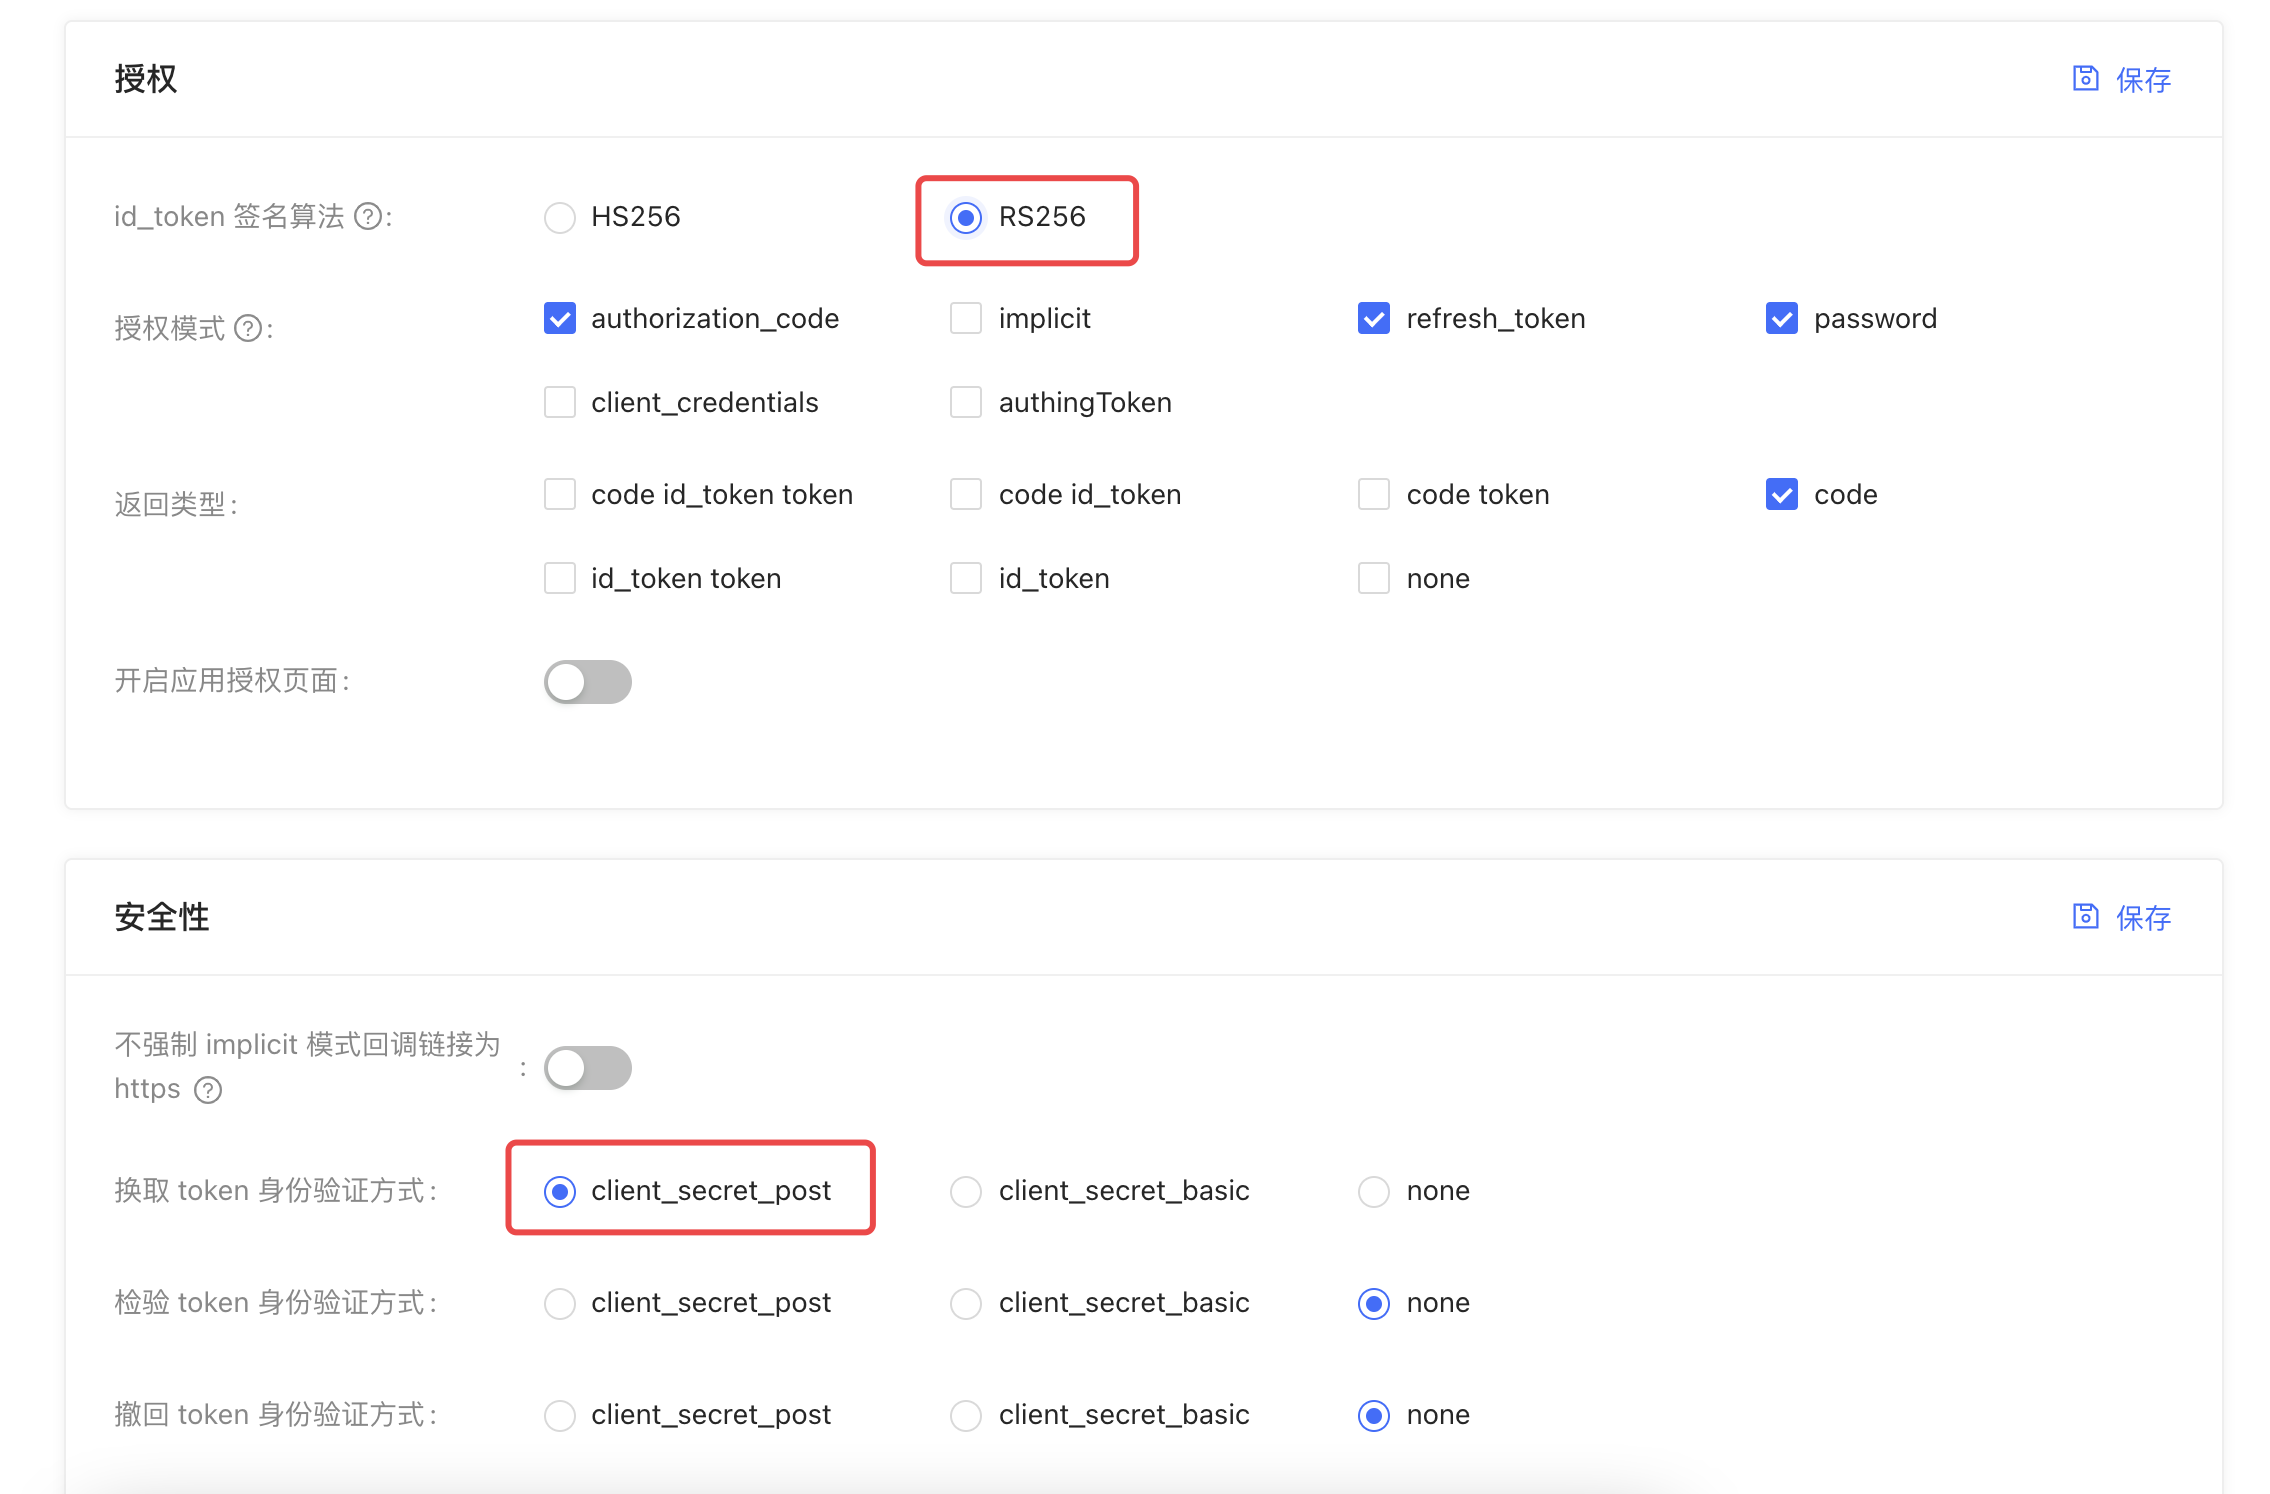 授权
保存
id_token 签名算法 ? :
HS256
RS256
授权模式 ? :
authorization_code
implicit
refresh_token
password
client_credentials
authingToken
返回类型 :
code id_token token
code id_token
code token
code
id_token token
id_token
none
开启应用授权页面 :
安全性
保存
不强制 implicit 模式回调链接为
https ? :
换取 token 身份验证方式 :
client_secret_post
client_secret_basic
none
检验 token 身份验证方式 :
client_secret_post
client_secret_basic
none
撤回 token 身份验证方式 :
client_secret_post
client_secret_basic
none